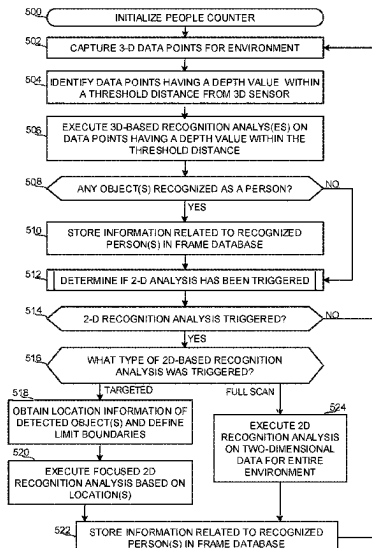 500
INITIALIZE PEOPLE COUNTER
502
CAPTURE 3-D DATA POINTS FOR ENVIRONMENT
504
IDENTIFY DATA POINTS HAVING A DEPTH VALUE WITHIN
A THRESHOLD DISTANCE FROM 3D SENSOR
506
EXECUTE 3D-BASED RECOGNITION ANALYS(ES) ON
DATA POINTS HAVING A DEPTH VALUE WITHIN THE
THRESHOLD DISTANCE
508
ANY OBJECT(S) RECOGNIZED AS A PERSON?
NO
YES
510
STORE INFORMATION RELATED TO RECOGNIZED
PERSON(S) IN FRAME DATABASE
512
DETERMINE IF 2-D ANALYSIS HAS BEEN TRIGGERED
514
2-D RECOGNITION ANALYSIS TRIGGERED?
NO
YES
516
WHAT TYPE OF 2D-BASED RECOGNITION
ANALYSIS WAS TRIGGERED?
TARGETED
FULL SCAN
518
OBTAIN LOCATION INFORMATION OF
DETECTED OBJECT(S) AND DEFINE
LIMIT BOUNDARIES
520
EXECUTE FOCUSED 2D
RECOGNITION ANALYSIS BASED ON
LOCATION(S)
524
EXECUTE 2D
RECOGNITION ANALYSIS
ON TWO-DIMENSIONAL
DATA FOR ENTIRE
ENVIRONMENT
522
STORE INFORMATION RELATED TO RECOGNIZED
PERSON(S) IN FRAME DATABASE